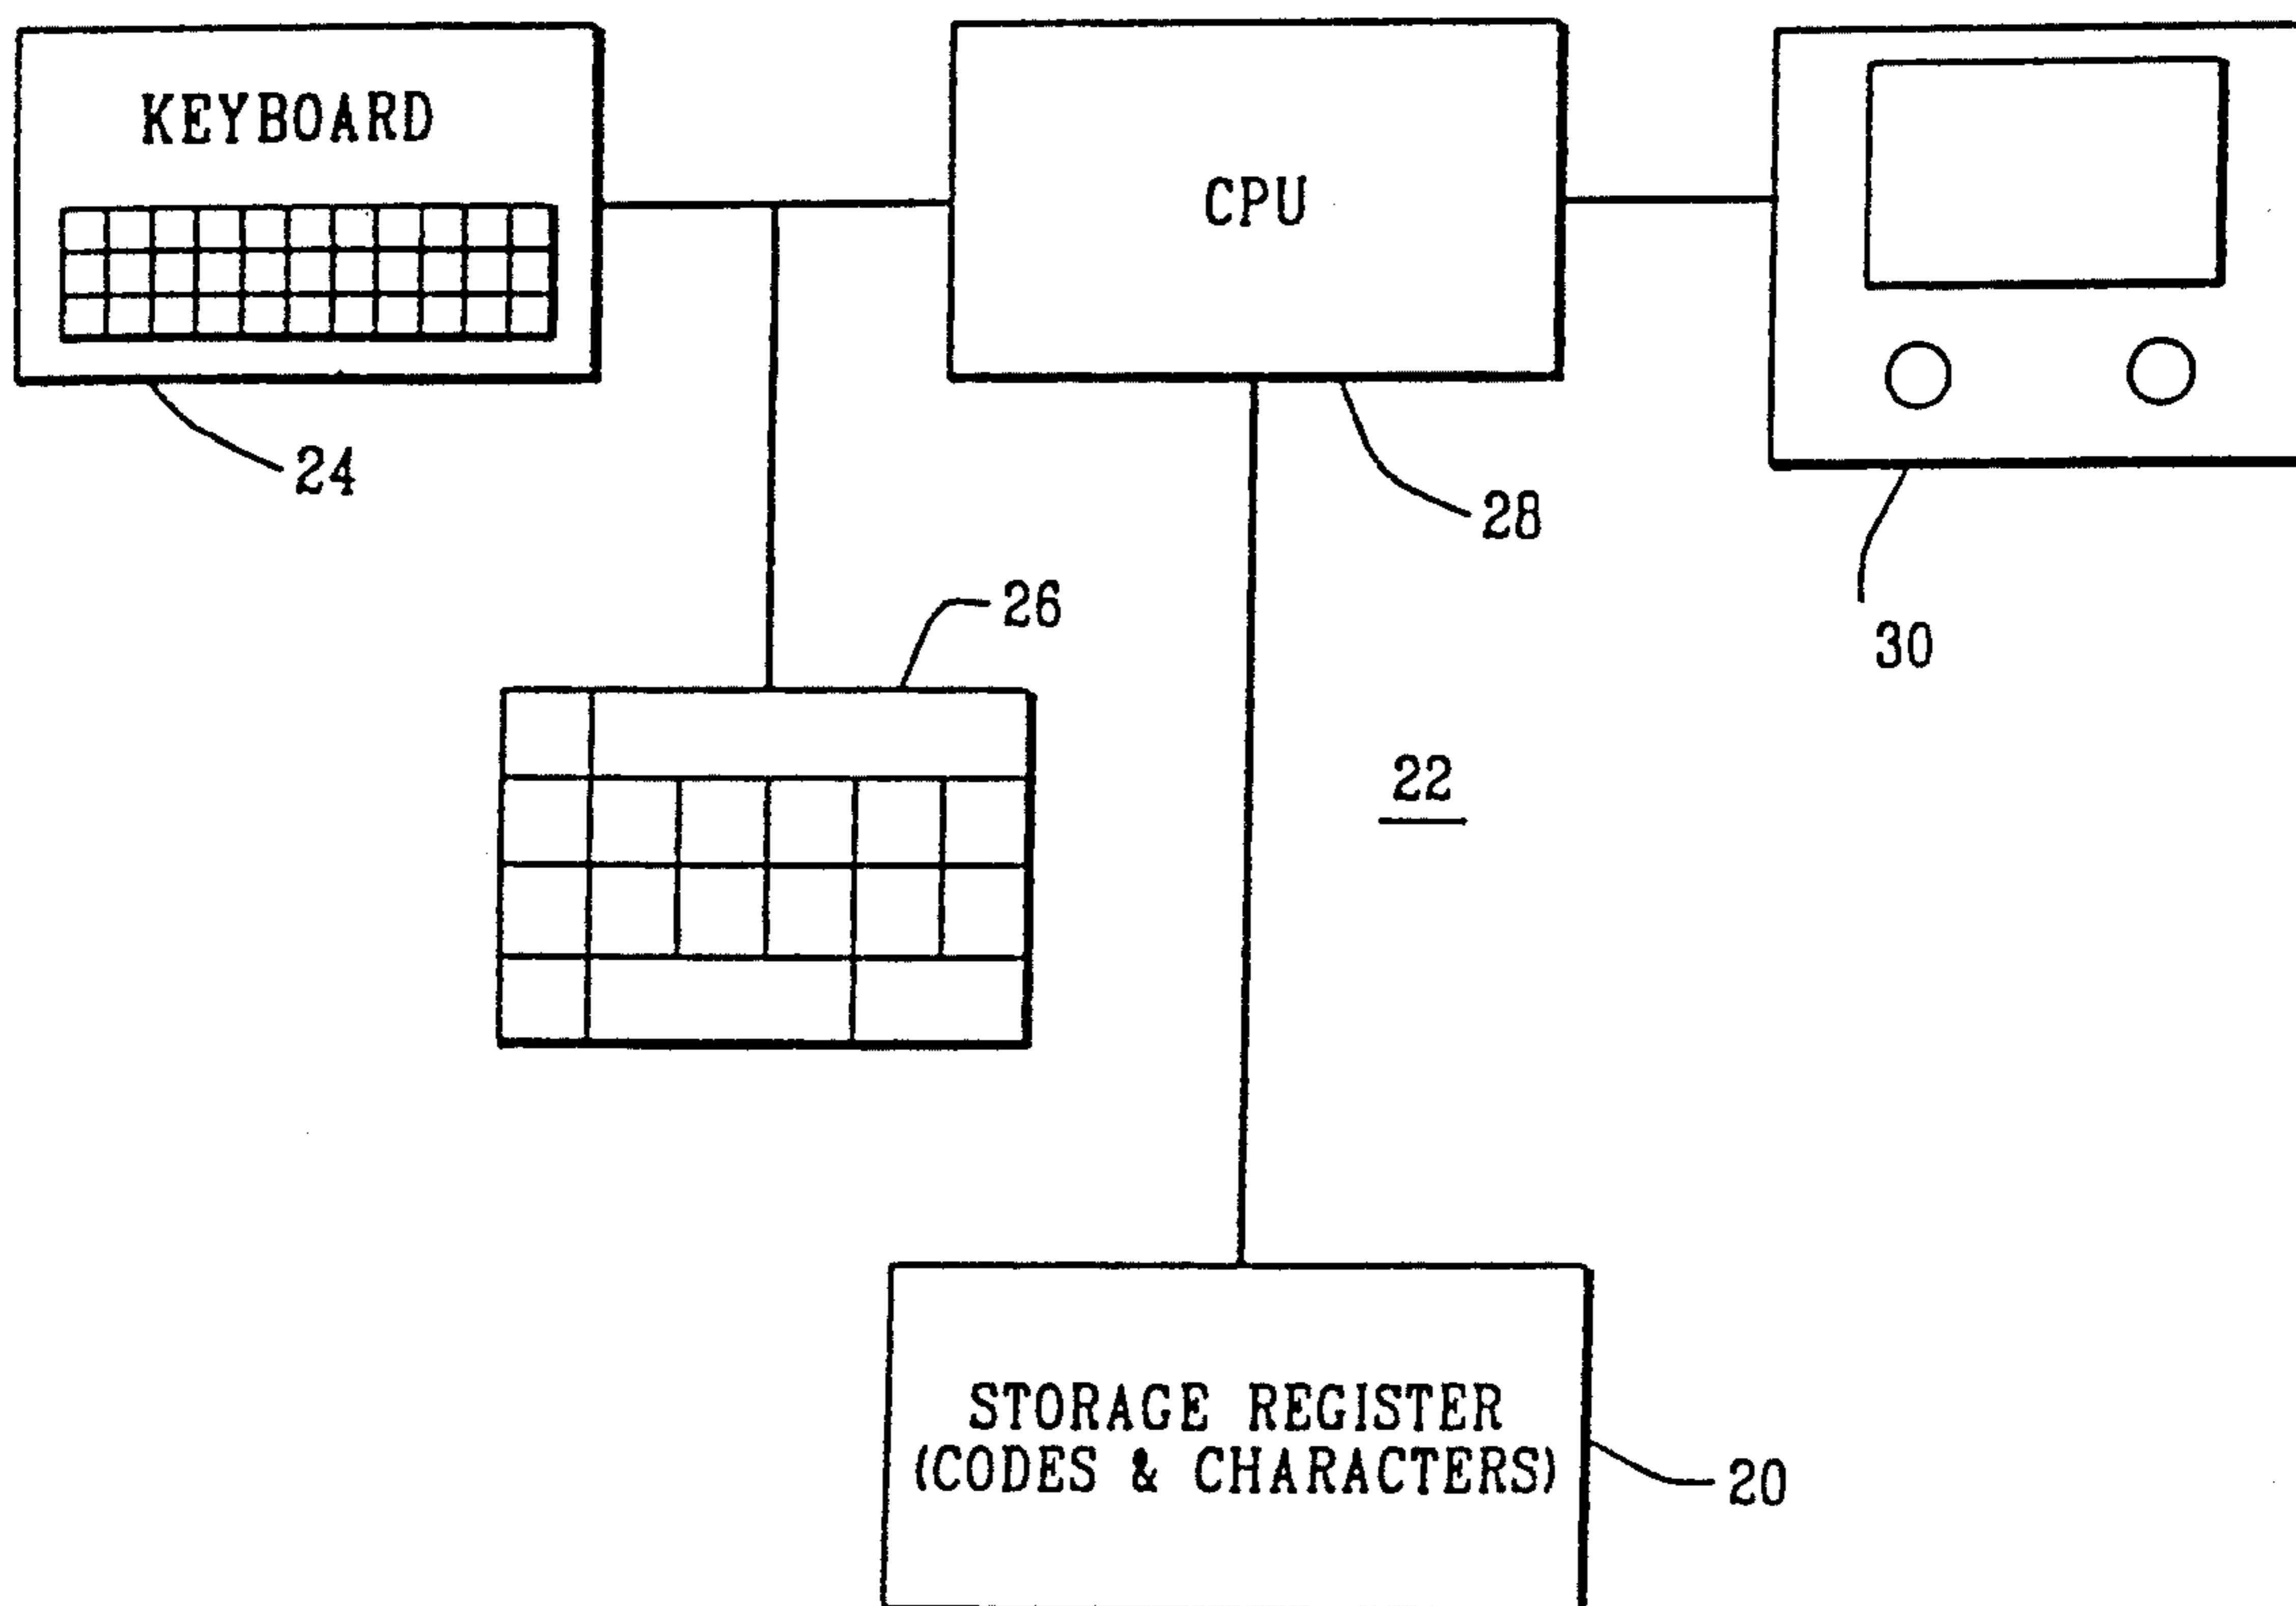 KEYBOARD
CPU
24
28
26
30
22
STORAGE REGISTER
(CODES & CHARACTERS)
20